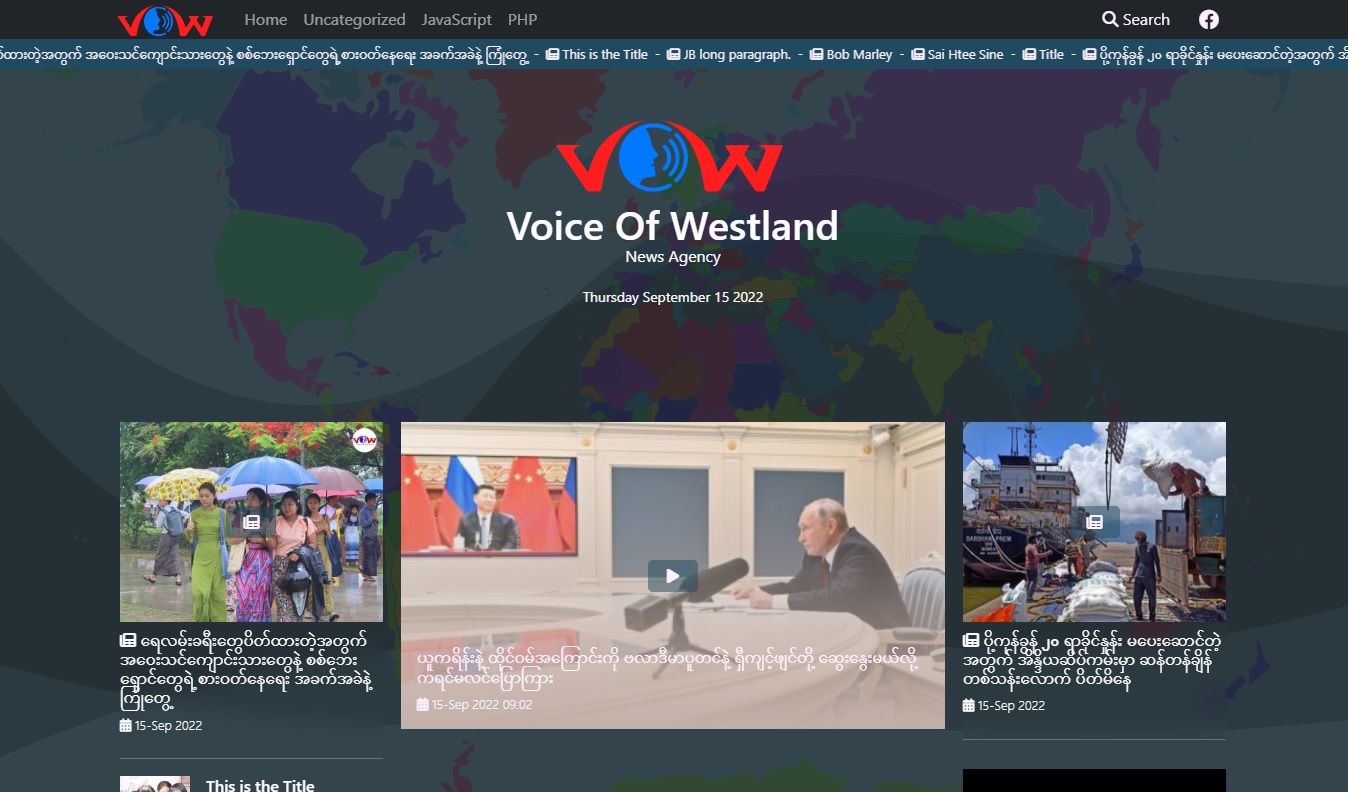 VOW Home Uncategorized JavaScript PHP Search
အဝေးသင်ကျောင်းသားတွေနဲ့ စစ်ဘေးရှောင်တွေရဲ့စားဝတ်နေရေး အခက်အခဲနဲ့ ကြုံတွေ့ - This is the Title - JB long paragraph. - Bob Marley - Sai Htee Sine - Title - ပို့ကုန်ခွန် ၂၀ ရာခိုင်နှုန်း မပေးဆောင်တဲ့အတွက်
VOW
Voice Of Westland
News Agency
Thursday September 15 2022
VOW
DARSHAN PREM
ရေလမ်းခရီးတွေပိတ်ထားတဲ့အတွက်
အဝေးသင်ကျောင်းသားတွေနဲ့ စစ်ဘေး
ရှောင်တွေရဲ့စားဝတ်နေရေး အခက်အခဲနဲ့
ကြုံတွေ့
15-Sep 2022
ယူကရိန်းနဲ့ ထိုင်ဝမ်အကြောင်းကို ဗလာဒီမာပူတင်နဲ့ ရှီကျင့်ဖျင်တို့ ဆွေးနွေးမယ်လို့
ကရင်မလင်ပြောကြား
15-Sep 2022 09:02
ပို့ကုန်ခွန် ၂၀ ရာခိုင်နှုန်း မပေးဆောင်တဲ့
အတွက် အိန္ဒိယဆိပ်ကမ်းမှာ ဆန်တန်ချိန်
တစ်သန်းလောက် ပိတ်မိနေ
15-Sep 2022
This is the Title